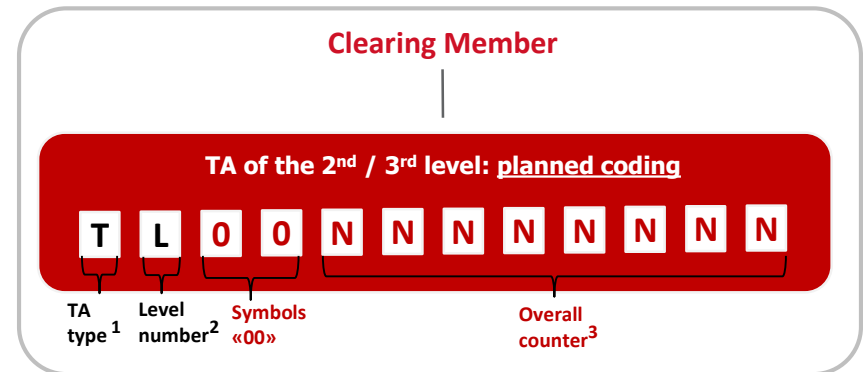 Clearing Member
TA of the 2nd / 3rd level: planned coding
T L 0 0 N N N N N N N N
TA type 1
Level number2
Symbols «00»
Overall counter3